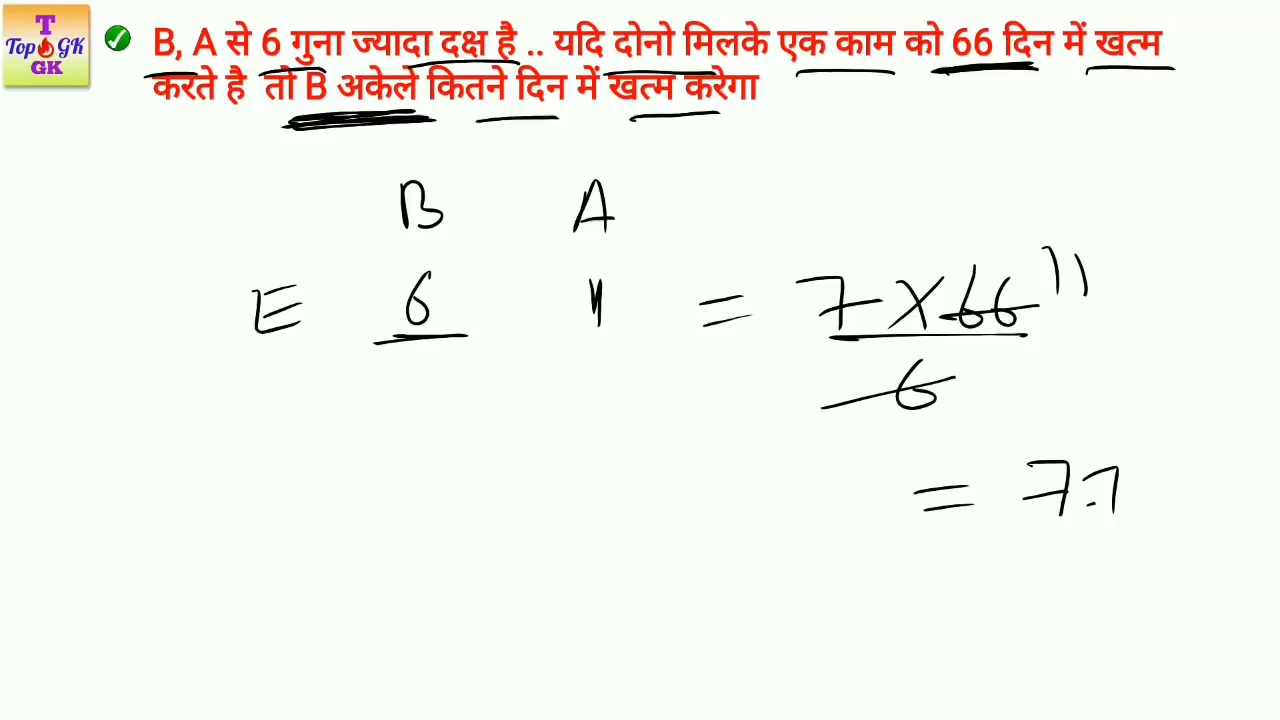 T
Top GK
GK
B, A से 6 गुना ज्यादा दक्ष है .. यदि दोनो मिलके एक काम को 66 दिन में खत्म
करते है तो B अकेले कितने दिन में खत्म करेगा
B A
E 6 1 = 7 X 66 11
6
= 77